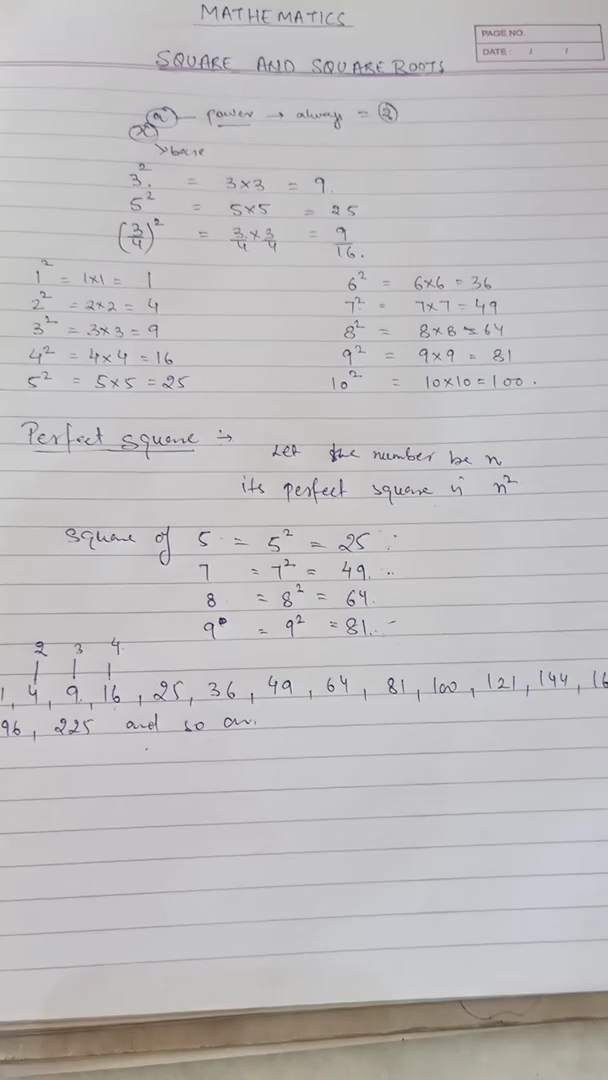 MATHEMATICS
PAGE NO.
DATE: / /
SQUARE AND SQUARE ROOTS
power → always = ②
base
3² = 3×3 = 9.
5² = 5×5 = 25
(3/4)² = 3/4 × 3/4 = 9/16.
1² = 1×1 = 1 6² = 6×6 = 36
2² = 2×2 = 4 7² = 7×7 = 49
3² = 3×3 = 9 8² = 8×8 = 64
4² = 4×4 = 16 9² = 9×9 = 81
5² = 5×5 = 25 10² = 10×10 = 100.
Perfect square :→ Let the number be n
its perfect square is n²
Square of 5 = 5² = 25
7 = 7² = 49.
8 = 8² = 64.
9 = 9² = 81.
2 3 4
1, 4, 9, 16, 25, 36, 49, 64, 81, 100, 121, 144, 16
96, 225 and so on.